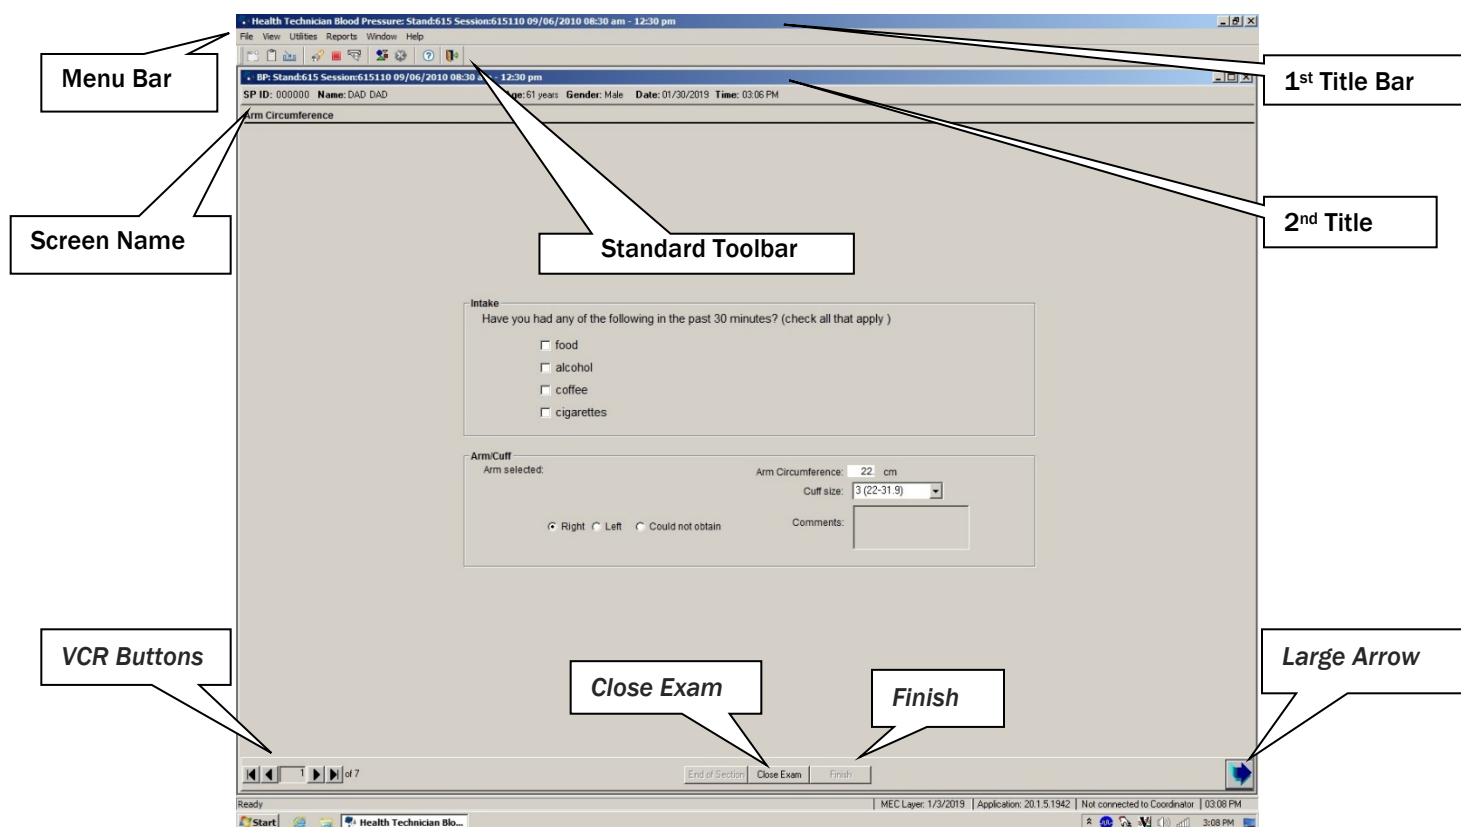 Health Technician Blood Pressure: Stand:615 Session:615110 09/06/2010 08:30 am - 12:30 pm
File View Utilities Reports Window Help
Menu Bar
1st Title Bar
BP: Stand:615 Session:615110 09/06/2010 08:30 - 12:30 pm
SP ID: 000000 Name: DAD DAD Age: 61 years Gender: Male Date: 01/30/2019 Time: 03:06 PM
Arm Circumference
Screen Name
Standard Toolbar
2nd Title
Intake
Have you had any of the following in the past 30 minutes? (check all that apply )
food
alcohol
coffee
cigarettes
Arm/Cuff
Arm selected:
Arm Circumference: 22 cm
Cuff size: 3 (22-31.9)
Right Left Could not obtain
Comments:
VCR Buttons
Close Exam
Finish
Large Arrow
1 of 7
End of Section Close Exam Finish
Ready
MEC Layer: 1/3/2019 Application: 20.1.5.1942 Not connected to Coordinator 03:08 PM
Start Health Technician Blo... 3:08 PM